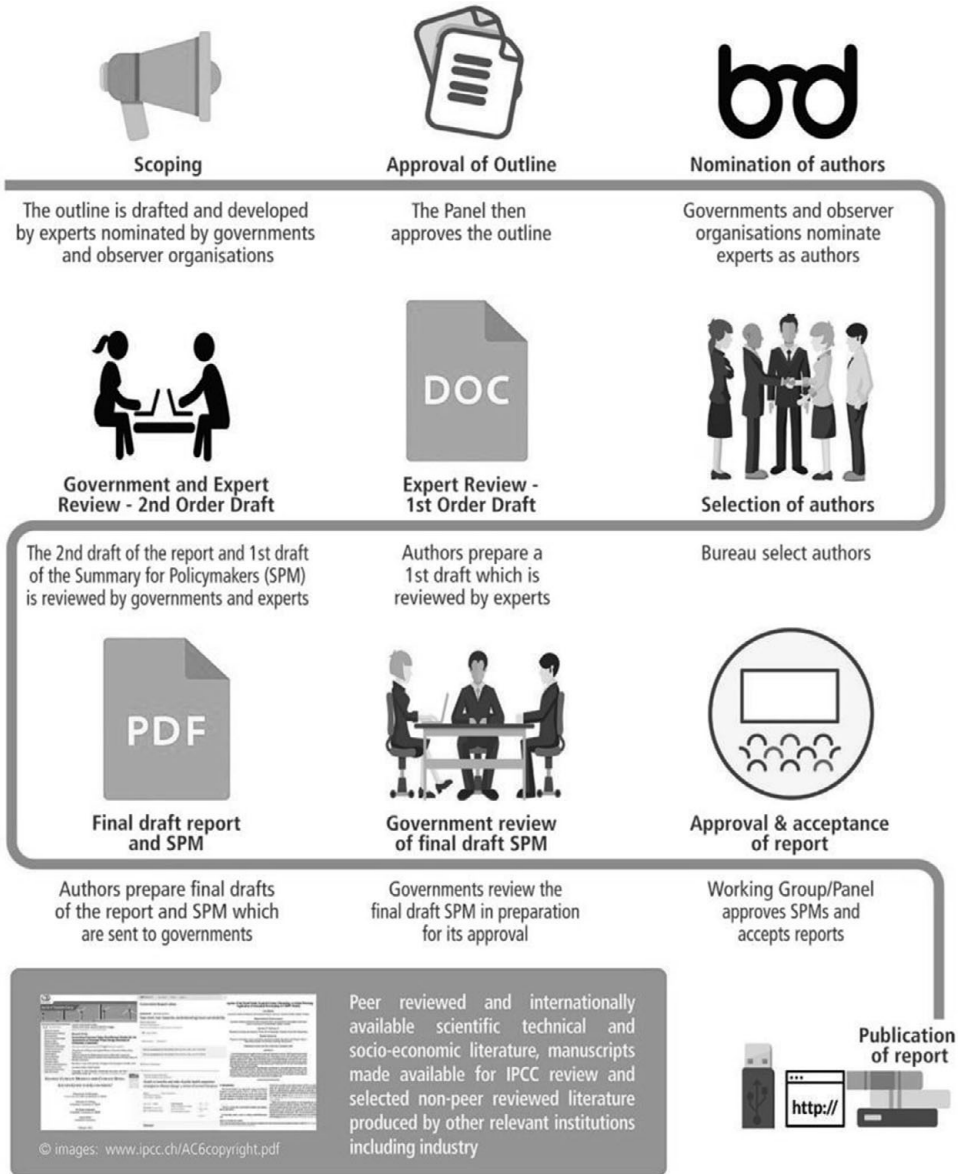 Scoping
Approval of Outline
Nomination of authors
The outline is drafted and developed
by experts nominated by governments
and observer organisations
The Panel then
approves the outline
Governments and observer
organisations nominate
experts as authors
DOC
Government and Expert
Review - 2nd Order Draft
Expert Review -
1st Order Draft
Selection of authors
The 2nd draft of the report and 1st draft
of the Summary for Policymakers (SPM)
is reviewed by governments and experts
Authors prepare a
1st draft which is
reviewed by experts
Bureau select authors
PDF
Final draft report
and SPM
Government review
of final draft SPM
Approval & acceptance
of report
Authors prepare final drafts
of the report and SPM which
are sent to governments
Governments review the
final draft SPM in preparation
for its approval
Working Group/Panel
approves SPMs and
accepts reports
Peer reviewed and internationally
available scientific technical and
socio-economic literature, manuscripts
made available for IPCC review and
selected non-peer reviewed literature
produced by other relevant institutions
including industry
© images: www.ipcc.ch/AC6copyright.pdf
Publication
of report
http://